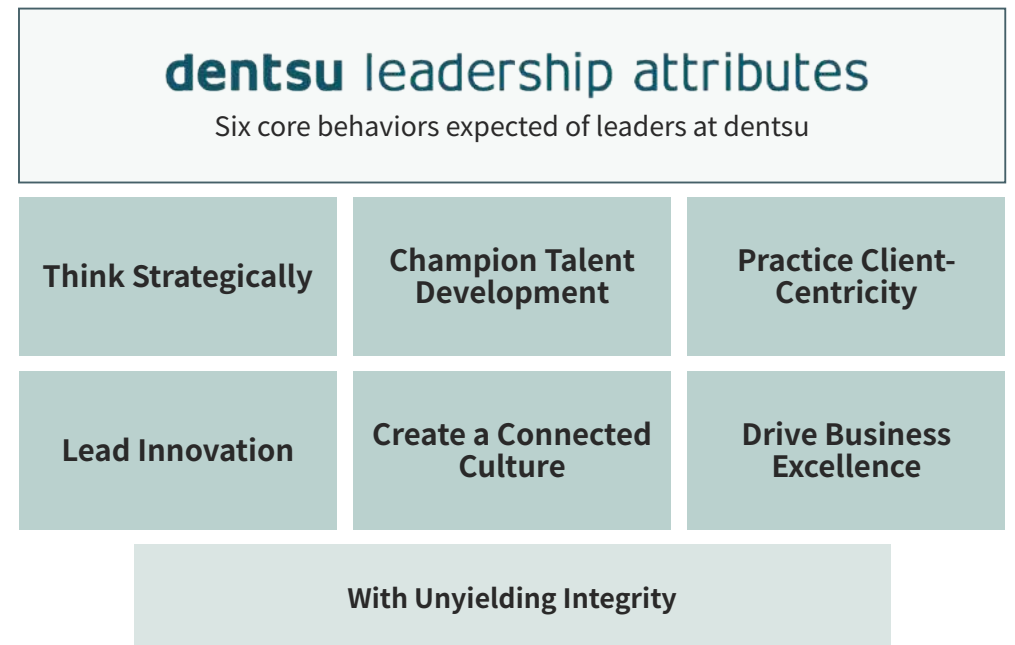 dentsu leadership attributes
Six core behaviors expected of leaders at dentsu
Think Strategically
Champion Talent
Development
Practice Client-
Centricity
Lead Innovation
Create a Connected
Culture
Drive Business
Excellence
With Unyielding Integrity